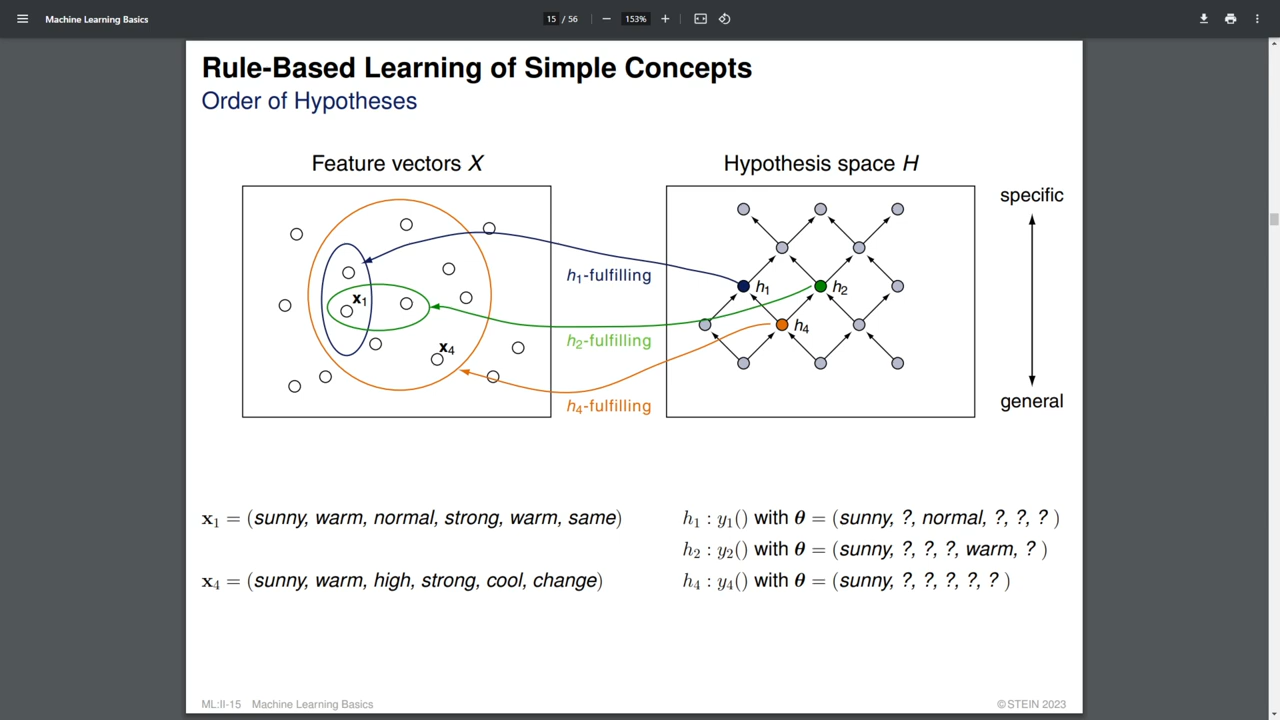 Machine Learning Basics
15 / 56
153%
Rule-Based Learning of Simple Concepts
Order of Hypotheses
Feature vectors X
Hypothesis space H
specific
h1-fulfilling
h1
h2
x1
h4
h2-fulfilling
x4
h4-fulfilling
general
x1 = (sunny, warm, normal, strong, warm, same)
h1 : y1() with θ = (sunny, ?, normal, ?, ?, ? )
h2 : y2() with θ = (sunny, ?, ?, ?, warm, ? )
x4 = (sunny, warm, high, strong, cool, change)
h4 : y4() with θ = (sunny, ?, ?, ?, ?, ? )
ML:II-15 Machine Learning Basics
©STEIN 2023